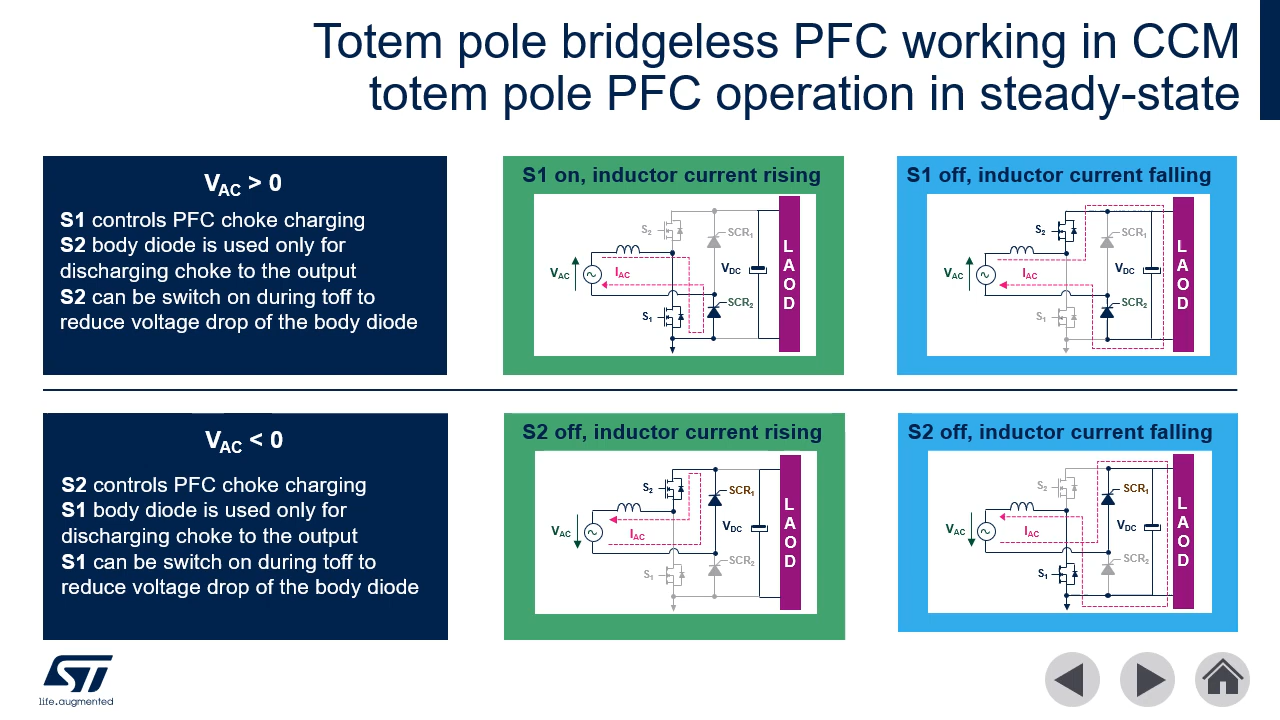 Totem pole bridgeless PFC working in CCM
totem pole PFC operation in steady-state
VAC > 0
S1 controls PFC choke charging
S2 body diode is used only for
discharging choke to the output
S2 can be switch on during toff to
reduce voltage drop of the body diode
S1 on, inductor current rising
S2
SCR1
VAC
IAC
VDC
S1
SCR2
LAOD
S1 off, inductor current falling
S2
SCR1
VAC
IAC
VDC
S1
SCR2
LAOD
VAC < 0
S2 controls PFC choke charging
S1 body diode is used only for
discharging choke to the output
S1 can be switch on during toff to
reduce voltage drop of the body diode
S2 off, inductor current rising
S2
SCR1
VAC
IAC
VDC
S1
SCR2
LAOD
S2 off, inductor current falling
S2
SCR1
VAC
IAC
VDC
S1
SCR2
LAOD
ST
life.augmented